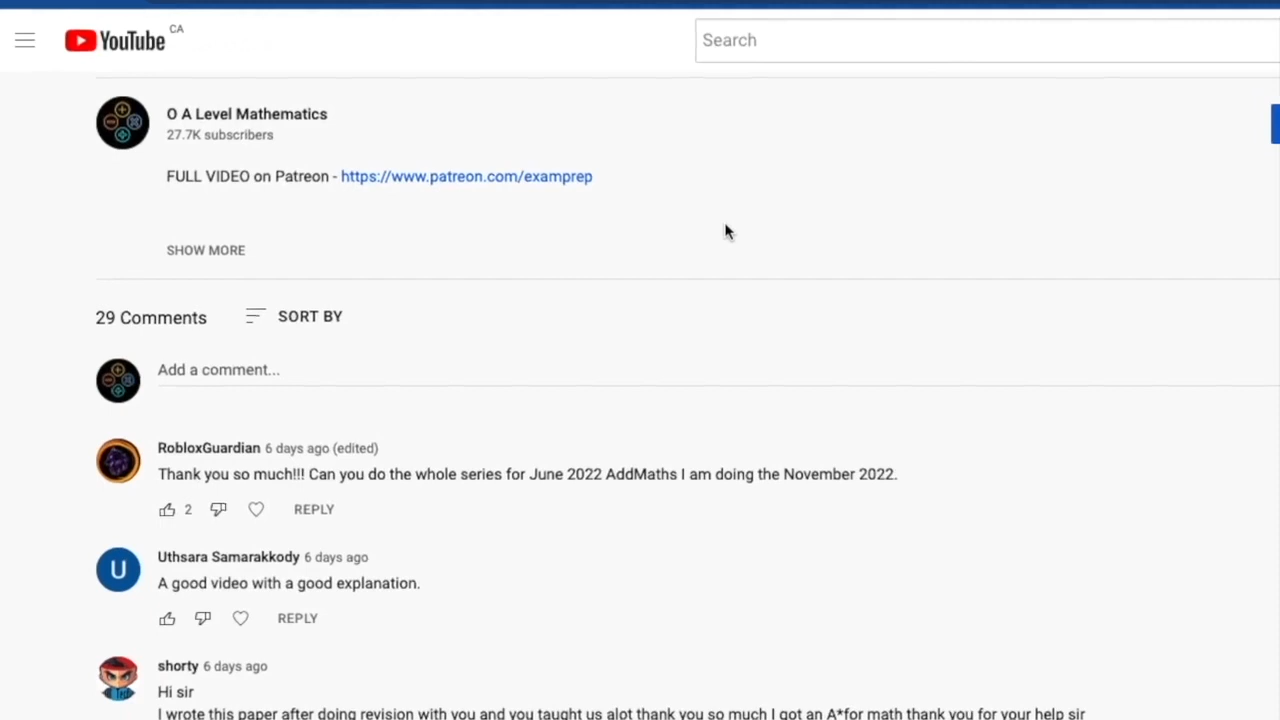 YouTube CA
Search
O A Level Mathematics
27.7K subscribers
FULL VIDEO on Patreon - https://www.patreon.com/examprep
SHOW MORE
29 Comments SORT BY
Add a comment...
RobloxGuardian 6 days ago (edited)
Thank you so much!!! Can you do the whole series for June 2022 AddMaths I am doing the November 2022.
2 REPLY
U
Uthsara Samarakkody 6 days ago
A good video with a good explanation.
REPLY
shorty 6 days ago
Hi sir
I wrote this paper after doing revision with you and you taught us alot thank you so much I got an A*for math thank you for your help sir